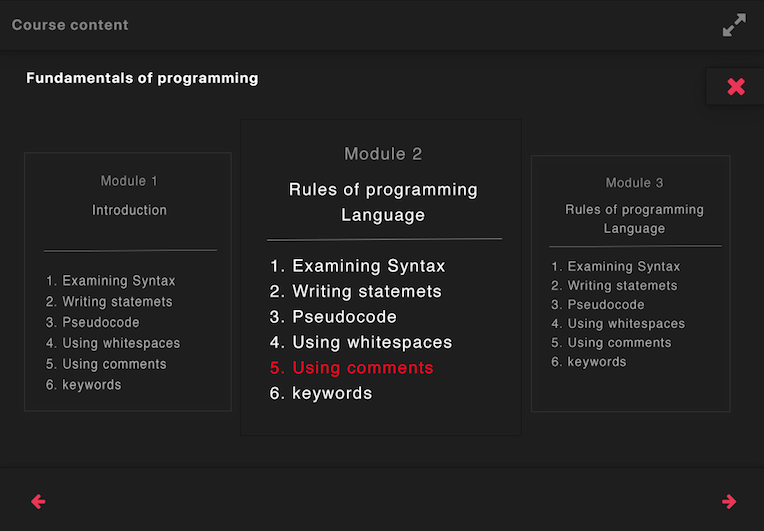 Course content
Fundamentals of programming
Module 1
Introduction
1. Examining Syntax
2. Writing statemets
3. Pseudocode
4. Using whitespaces
5. Using comments
6. keywords
Module 2
Rules of programming
Language
1. Examining Syntax
2. Writing statemets
3. Pseudocode
4. Using whitespaces
5. Using comments
6. keywords
Module 3
Rules of programming
Language
1. Examining Syntax
2. Writing statemets
3. Pseudocode
4. Using whitespaces
5. Using comments
6. keywords